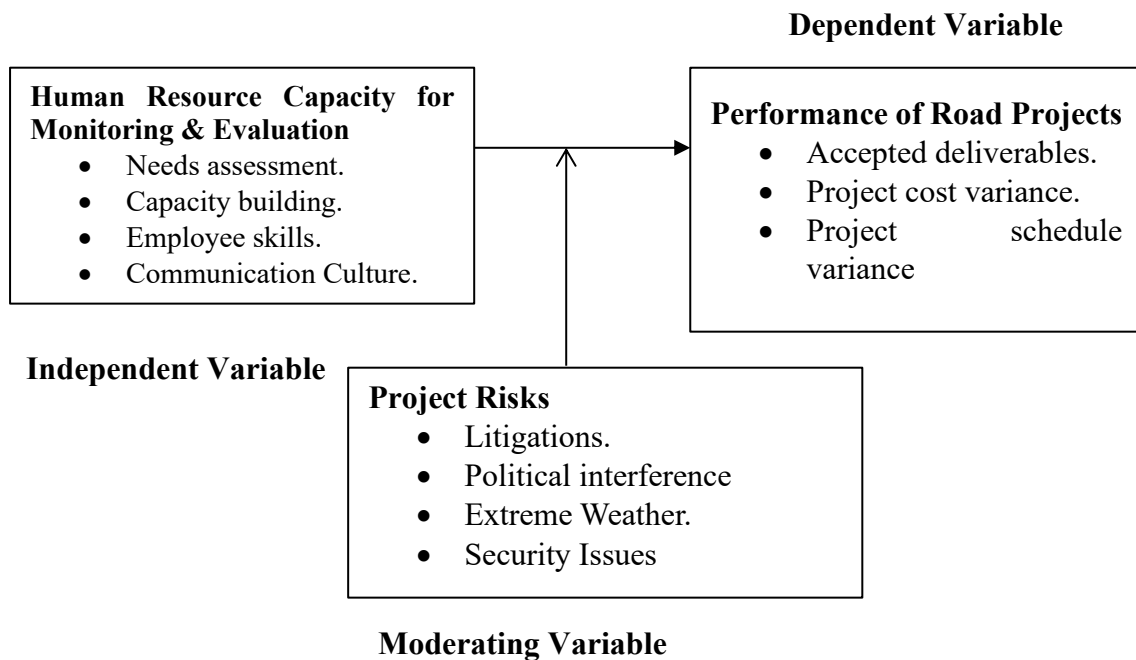 Dependent Variable
Human Resource Capacity for
Monitoring & Evaluation
• Needs assessment.
• Capacity building.
• Employee skills.
• Communication Culture.
Performance of Road Projects
• Accepted deliverables.
• Project cost variance.
• Project schedule
variance
Independent Variable
Project Risks
• Litigations.
• Political interference
• Extreme Weather.
• Security Issues
Moderating Variable